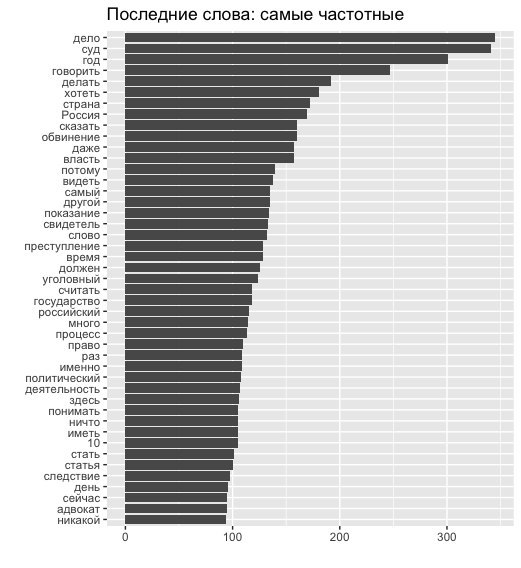 Последние слова: самые частотные
дело
суд
год
говорить
делать
хотеть
страна
Россия
сказать
обвинение
даже
власть
потому
видеть
самый
другой
показание
свидетель
слово
преступление
время
должен
уголовный
считать
государство
российский
много
процесс
право
раз
именно
политический
деятельность
здесь
понимать
ничто
иметь
10
стать
статья
следствие
день
сейчас
адвокат
никакой
0 100 200 300